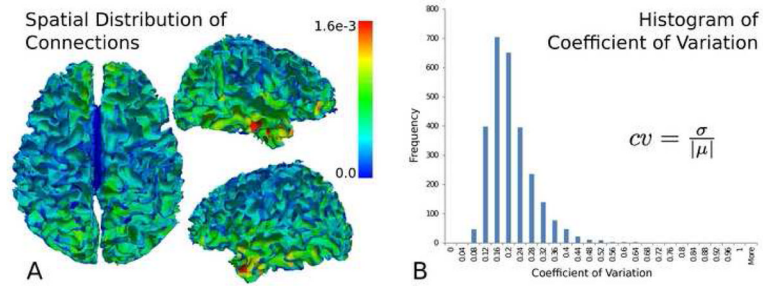 Spatial Distribution of
Connections
1.6e-3
0.0
A
Histogram of
Coefficient of Variation
Frequency
800
700
600
500
400
300
200
100
0
cv = σ/|μ|
0 0.04 0.08 0.12 0.16 0.2 0.24 0.28 0.32 0.36 0.4 0.44 0.48 0.52 0.56 0.6 0.64 0.68 0.72 0.76 0.8 0.84 0.88 0.92 0.96 1 More
Coefficient of Variation
B